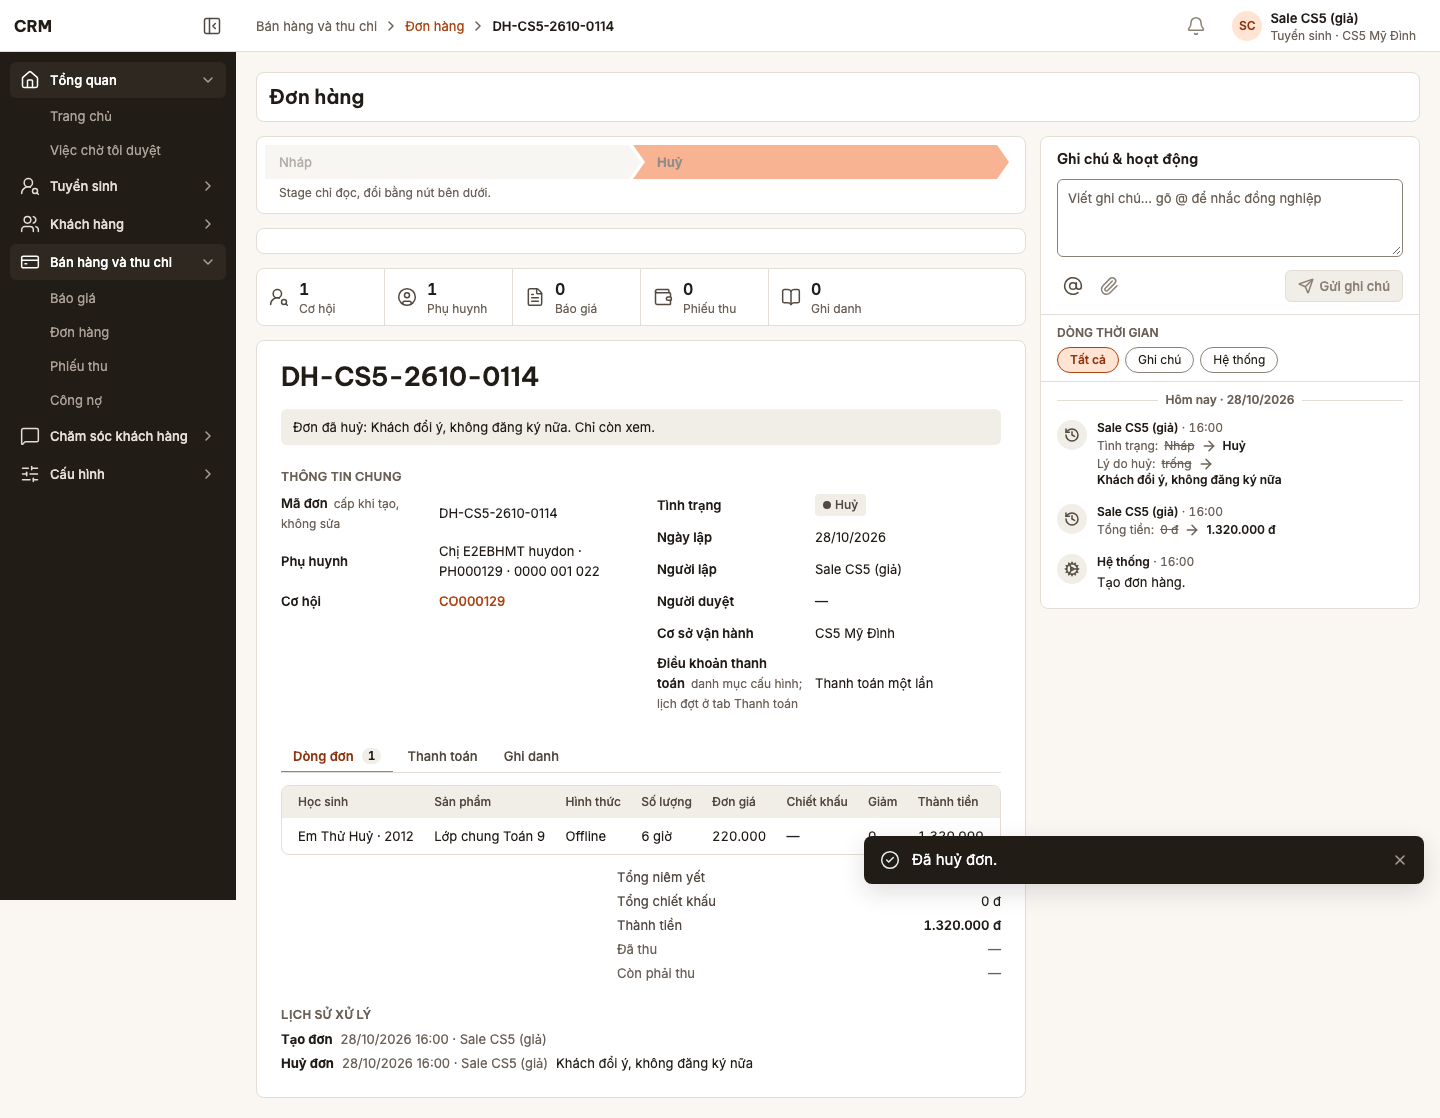 CRM
Bán hàng và thu chi
Đơn hàng
DH-CS5-2610-0114
SC
Sale CS5 (giả)
Tuyển sinh · CS5 Mỹ Đình
Tổng quan
Trang chủ
Việc chờ tôi duyệt
Tuyển sinh
Khách hàng
Bán hàng và thu chi
Báo giá
Đơn hàng
Phiếu thu
Công nợ
Chăm sóc khách hàng
Cấu hình
Đơn hàng
Nháp
Huỷ
Stage chỉ đọc, đổi bằng nút bên dưới.
1
Cơ hội
1
Phụ huynh
0
Báo giá
0
Phiếu thu
0
Ghi danh
DH-CS5-2610-0114
Đơn đã huỷ: Khách đổi ý, không đăng ký nữa. Chỉ còn xem.
THÔNG TIN CHUNG
Mã đơn cấp khi tạo,
không sửa
DH-CS5-2610-0114
Phụ huynh
Chị E2EBHMT huydon ·
PH000129 · 0000 001 022
Cơ hội
CO000129
Tình trạng
Huỷ
Ngày lập
28/10/2026
Người lập
Sale CS5 (giả)
Người duyệt
—
Cơ sở vận hành
CS5 Mỹ Đình
Điều khoản thanh
toán danh mục cấu hình;
lịch đợt ở tab Thanh toán
Thanh toán một lần
Dòng đơn 1
Thanh toán
Ghi danh
Học sinh Sản phẩm Hình thức Số lượng Đơn giá Chiết khấu Giảm Thành tiền
Em Thử Huỷ · 2012 Lớp chung Toán 9 Offline 6 giờ 220.000 — 0 1.320.000
Tổng niêm yết
Tổng chiết khấu 0 đ
Thành tiền 1.320.000 đ
Đã thu —
Còn phải thu —
LỊCH SỬ XỬ LÝ
Tạo đơn 28/10/2026 16:00 · Sale CS5 (giả)
Huỷ đơn 28/10/2026 16:00 · Sale CS5 (giả) Khách đổi ý, không đăng ký nữa
Ghi chú & hoạt động
Viết ghi chú... gõ @ để nhắc đồng nghiệp
Gửi ghi chú
DÒNG THỜI GIAN
Tất cả
Ghi chú
Hệ thống
Hôm nay · 28/10/2026
Sale CS5 (giả) · 16:00
Tình trạng: Nháp → Huỷ
Lý do huỷ: trống →
Khách đổi ý, không đăng ký nữa
Sale CS5 (giả) · 16:00
Tổng tiền: 0 đ → 1.320.000 đ
Hệ thống · 16:00
Tạo đơn hàng.
Đã huỷ đơn.